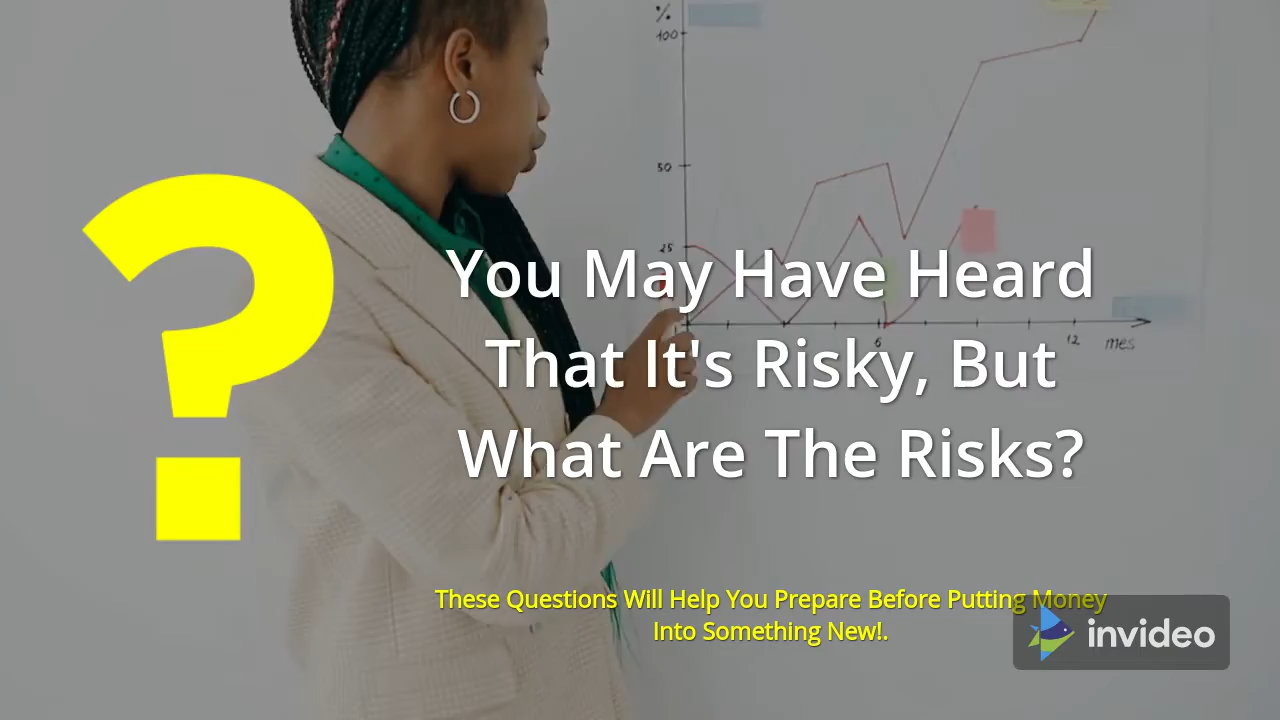 %
100
50
25
6
12
mes
?
You May Have Heard
That It's Risky, But
What Are The Risks?
These Questions Will Help You Prepare Before Putting Money
Into Something New!.
invideo